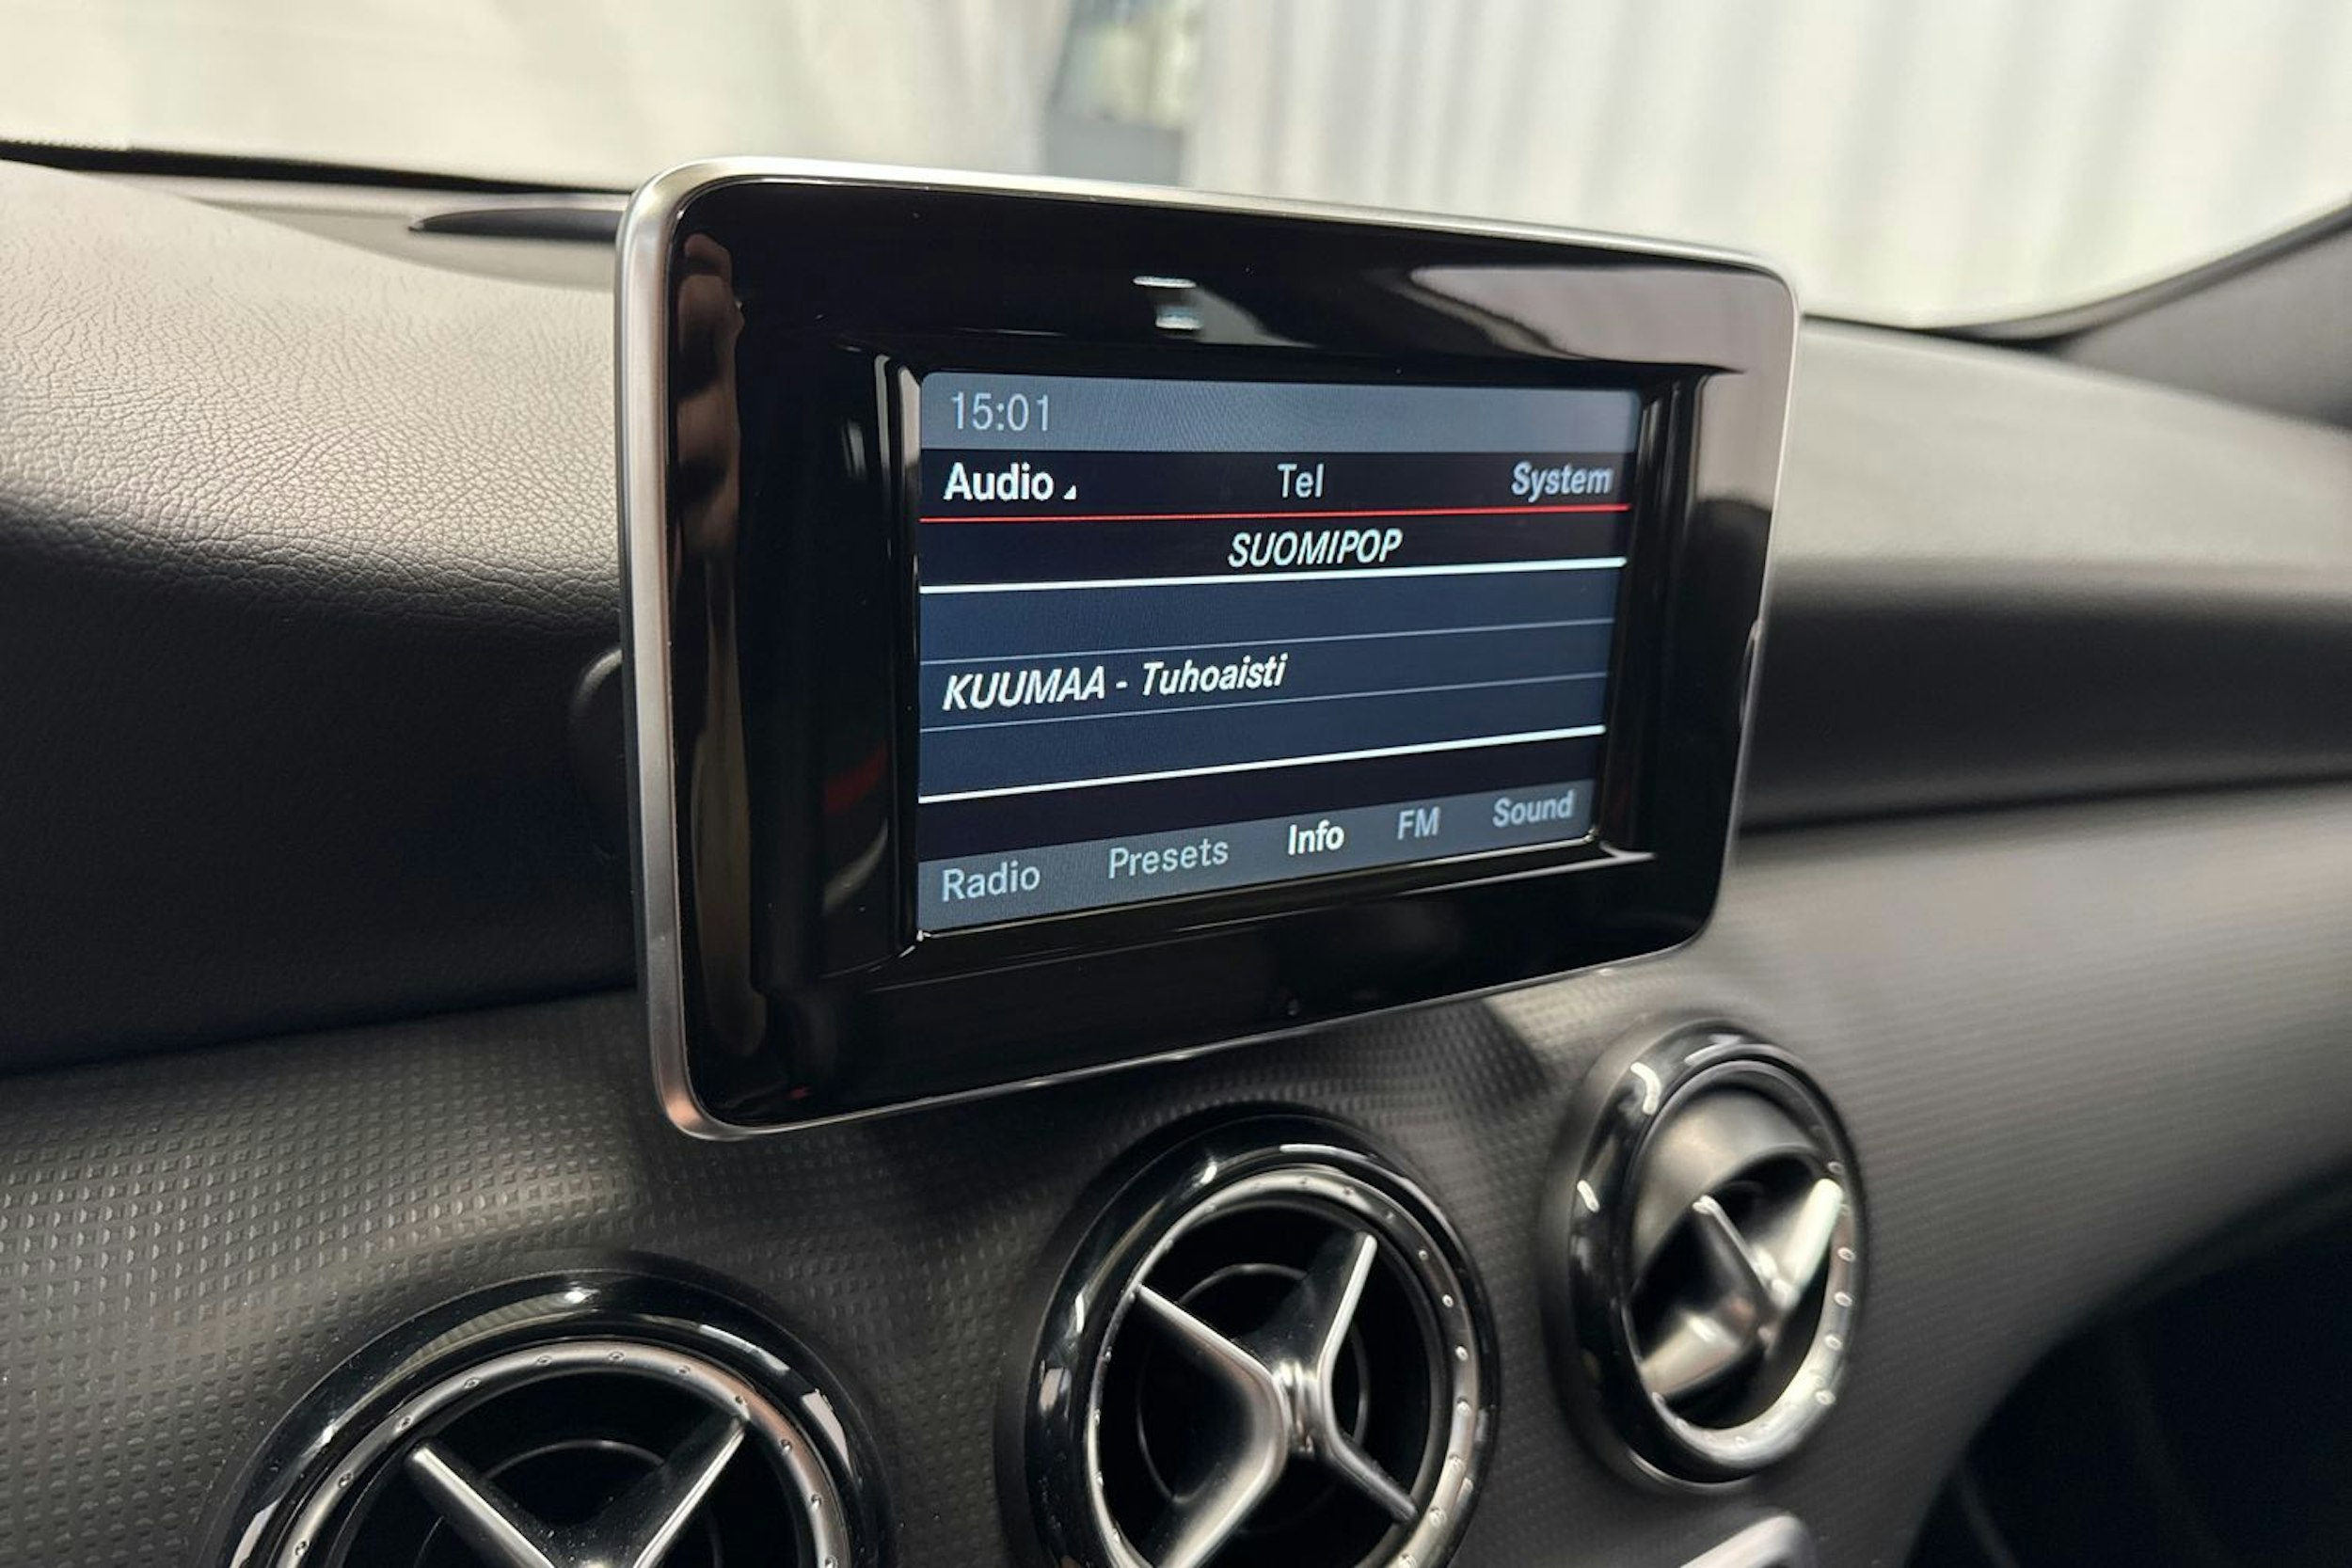 15:01
Audio Tel System
SUOMIPOP
KUUMAA - Tuhoaisti
Radio Presets Info FM Sound